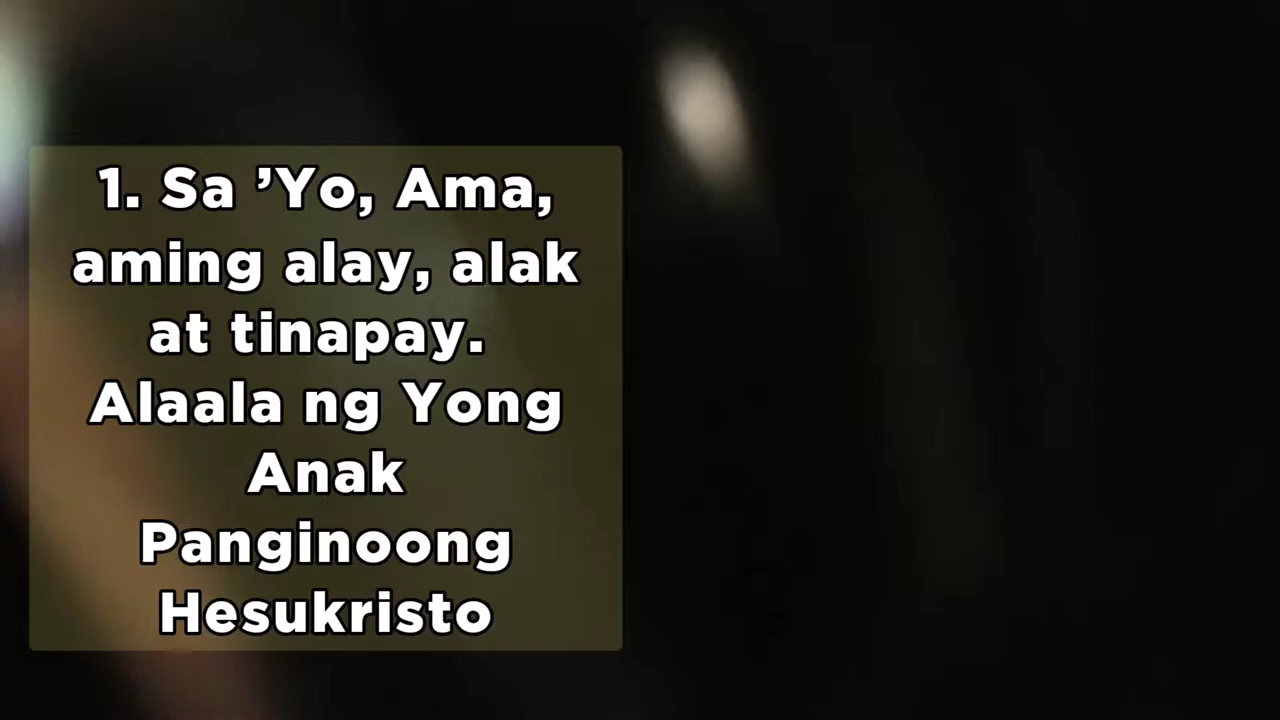 1. Sa ’Yo, Ama,
aming alay, alak
at tinapay.
Alaala ng Yong
Anak
Panginoong
Hesukristo